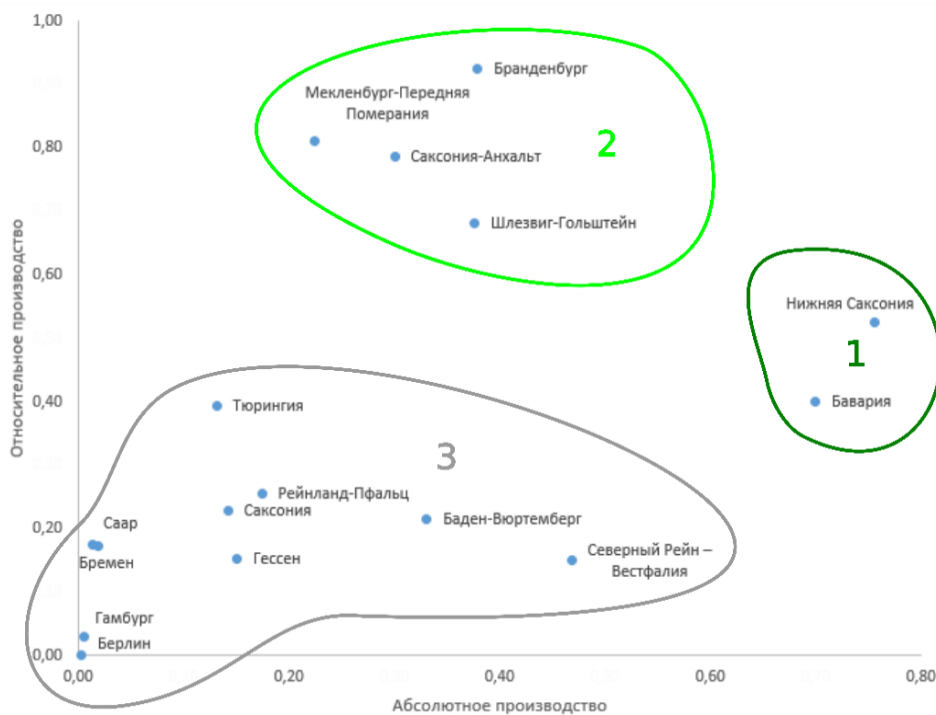 1,00
Бранденбург
Мекленбург-Передняя
Померания
2
0,80
Саксония-Анхальт
Шлезвиг-Гольштейн
0,60
Нижняя Саксония
1
Относительное производство
0,40
Тюрингия
Бавария
3
Рейнланд-Пфальц
Саксония
Баден-Вюртемберг
0,20
Саар
Бремен
Гессен
Северный Рейн –
Вестфалия
Гамбург
Берлин
0,00
0,00 0,20 0,40 0,60 0,80
Абсолютное производство